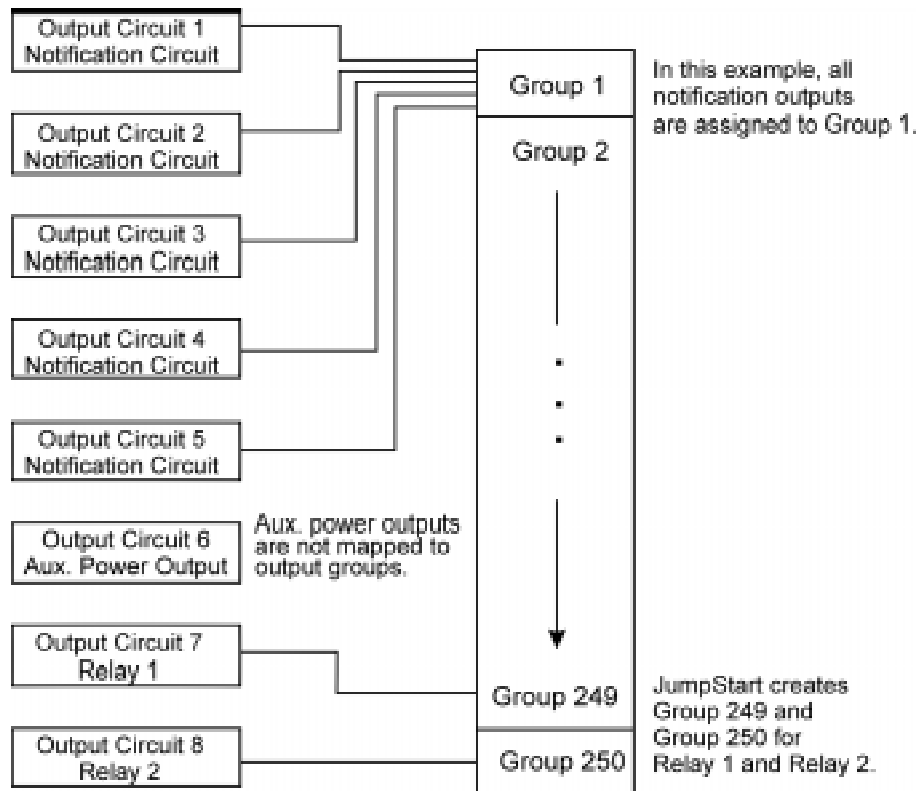 Output Circuit 1
Notification Circuit
Output Circuit 2
Notification Circuit
Output Circuit 3
Notification Circuit
Output Circuit 4
Notification Circuit
Output Circuit 5
Notification Circuit
Output Circuit 6
Aux. Power Output
Aux. power outputs
are not mapped to
output groups.
Output Circuit 7
Relay 1
Output Circuit 8
Relay 2
Group 1
Group 2
Group 249
Group 250
In this example, all
notification outputs
are assigned to Group 1.
JumpStart creates
Group 249 and
Group 250 for
Relay 1 and Relay 2.